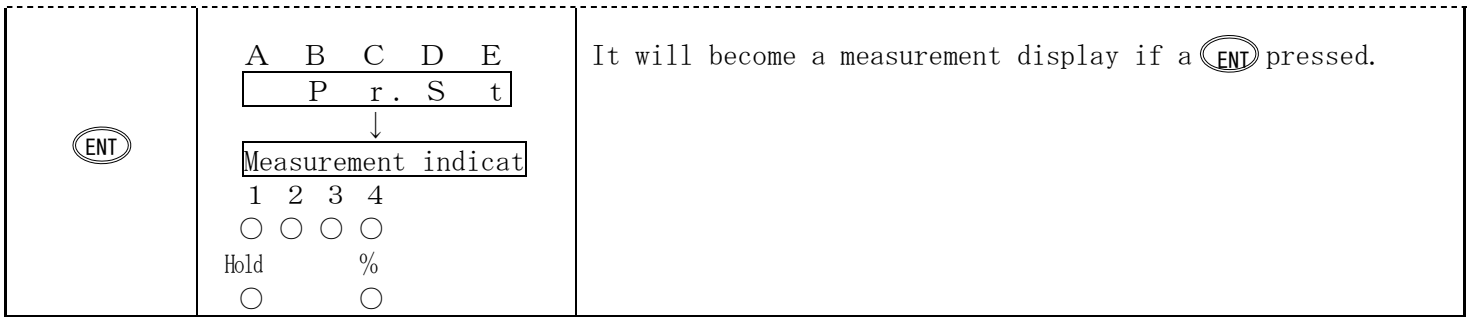 ENT
A B C D E
P r. S t
↓
Measurement indicat
1 2 3 4
○ ○ ○ ○
Hold %
○ ○
It will become a measurement display if a ENT pressed.